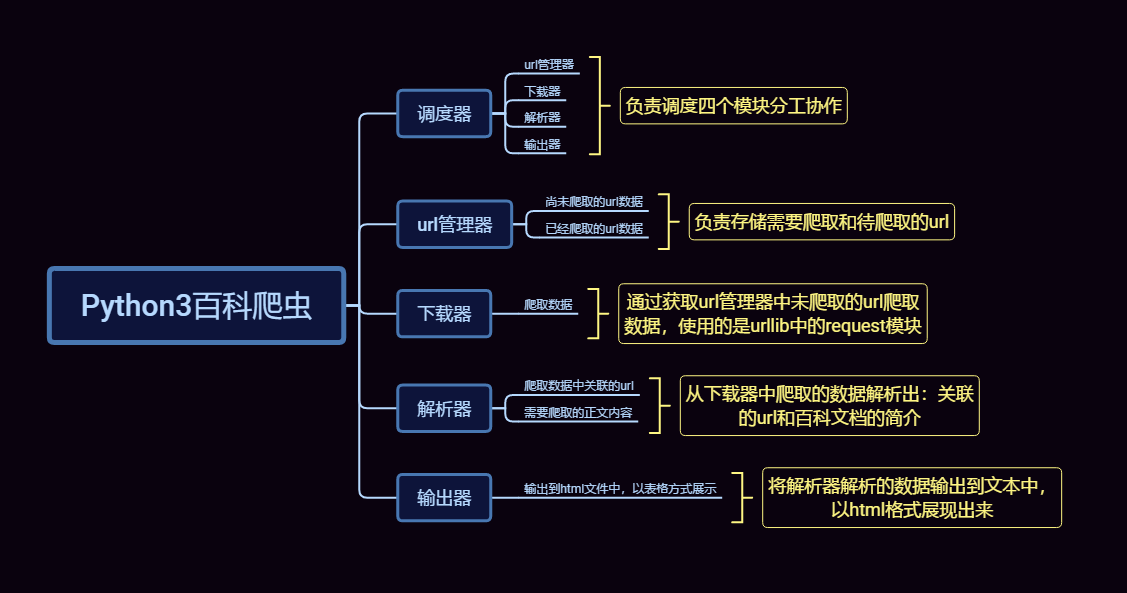 Python3百科爬虫
调度器
url管理器
下载器
解析器
输出器
负责调度四个模块分工协作
url管理器
尚未爬取的url数据
已经爬取的url数据
负责存储需要爬取和待爬取的url
下载器
爬取数据
通过获取url管理器中未爬取的url爬取
数据，使用的是urllib中的request模块
解析器
爬取数据中关联的url
需要爬取的正文内容
从下载器中爬取的数据解析出：关联
的url和百科文档的简介
输出器
输出到html文件中，以表格方式展示
将解析器解析的数据输出到文本中，
以html格式展现出来